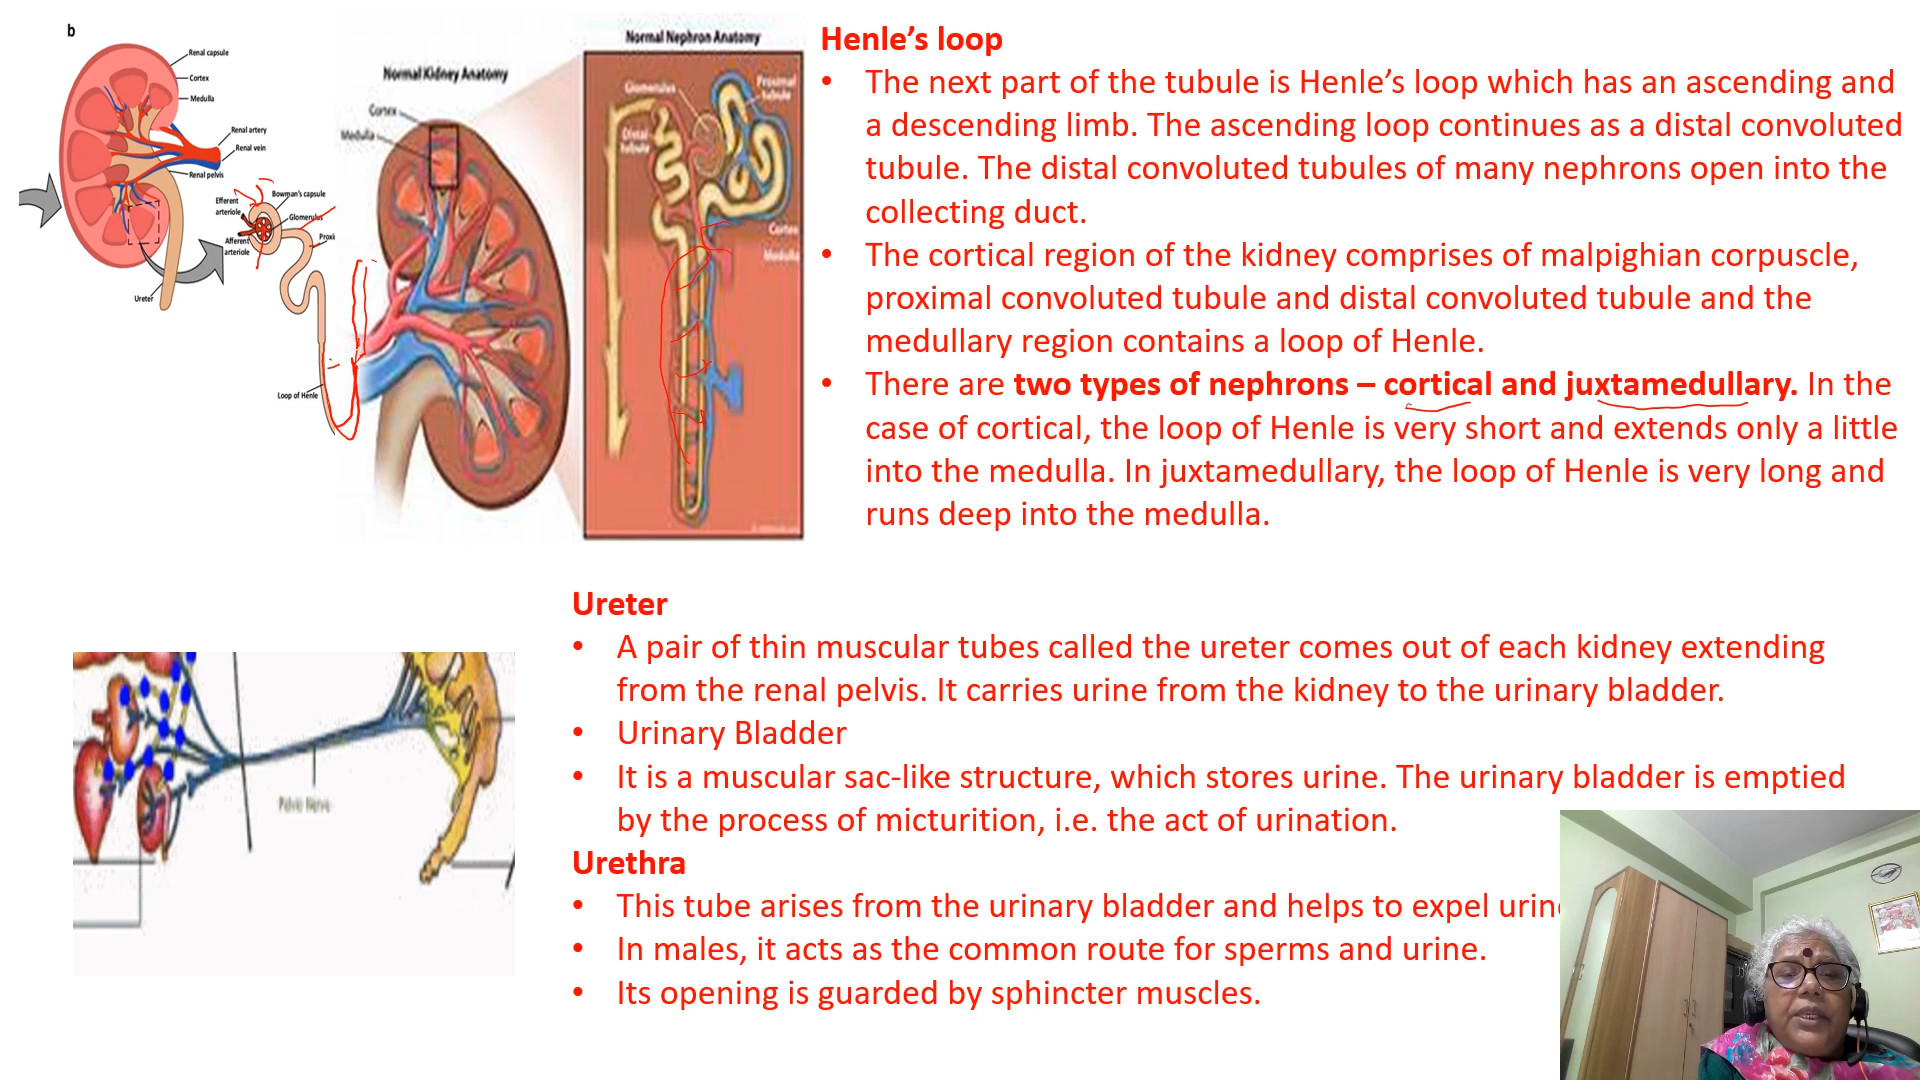 b
Renal capsule
Cortex
Medulla
Renal artery
Renal vein
Renal pelvis
Bowman's capsule
Efferent
arteriole
Glomerulus
Proxi
Afferent
arteriole
Ureter
Loop of Henle
Normal Kidney Anatomy
Cortex
Medulla
Normal Nephron Anatomy
Glomerulus
Proximal
tubule
Distal
tubule
Cortex
Medulla
Henle’s loop
• The next part of the tubule is Henle’s loop which has an ascending and
a descending limb. The ascending loop continues as a distal convoluted
tubule. The distal convoluted tubules of many nephrons open into the
collecting duct.
• The cortical region of the kidney comprises of malpighian corpuscle,
proximal convoluted tubule and distal convoluted tubule and the
medullary region contains a loop of Henle.
• There are two types of nephrons – cortical and juxtamedullary. In the
case of cortical, the loop of Henle is very short and extends only a little
into the medulla. In juxtamedullary, the loop of Henle is very long and
runs deep into the medulla.
Ureter
• A pair of thin muscular tubes called the ureter comes out of each kidney extending
from the renal pelvis. It carries urine from the kidney to the urinary bladder.
• Urinary Bladder
• It is a muscular sac-like structure, which stores urine. The urinary bladder is emptied
by the process of micturition, i.e. the act of urination.
Urethra
• This tube arises from the urinary bladder and helps to expel urin
• In males, it acts as the common route for sperms and urine.
• Its opening is guarded by sphincter muscles.
Pelvic Nerve